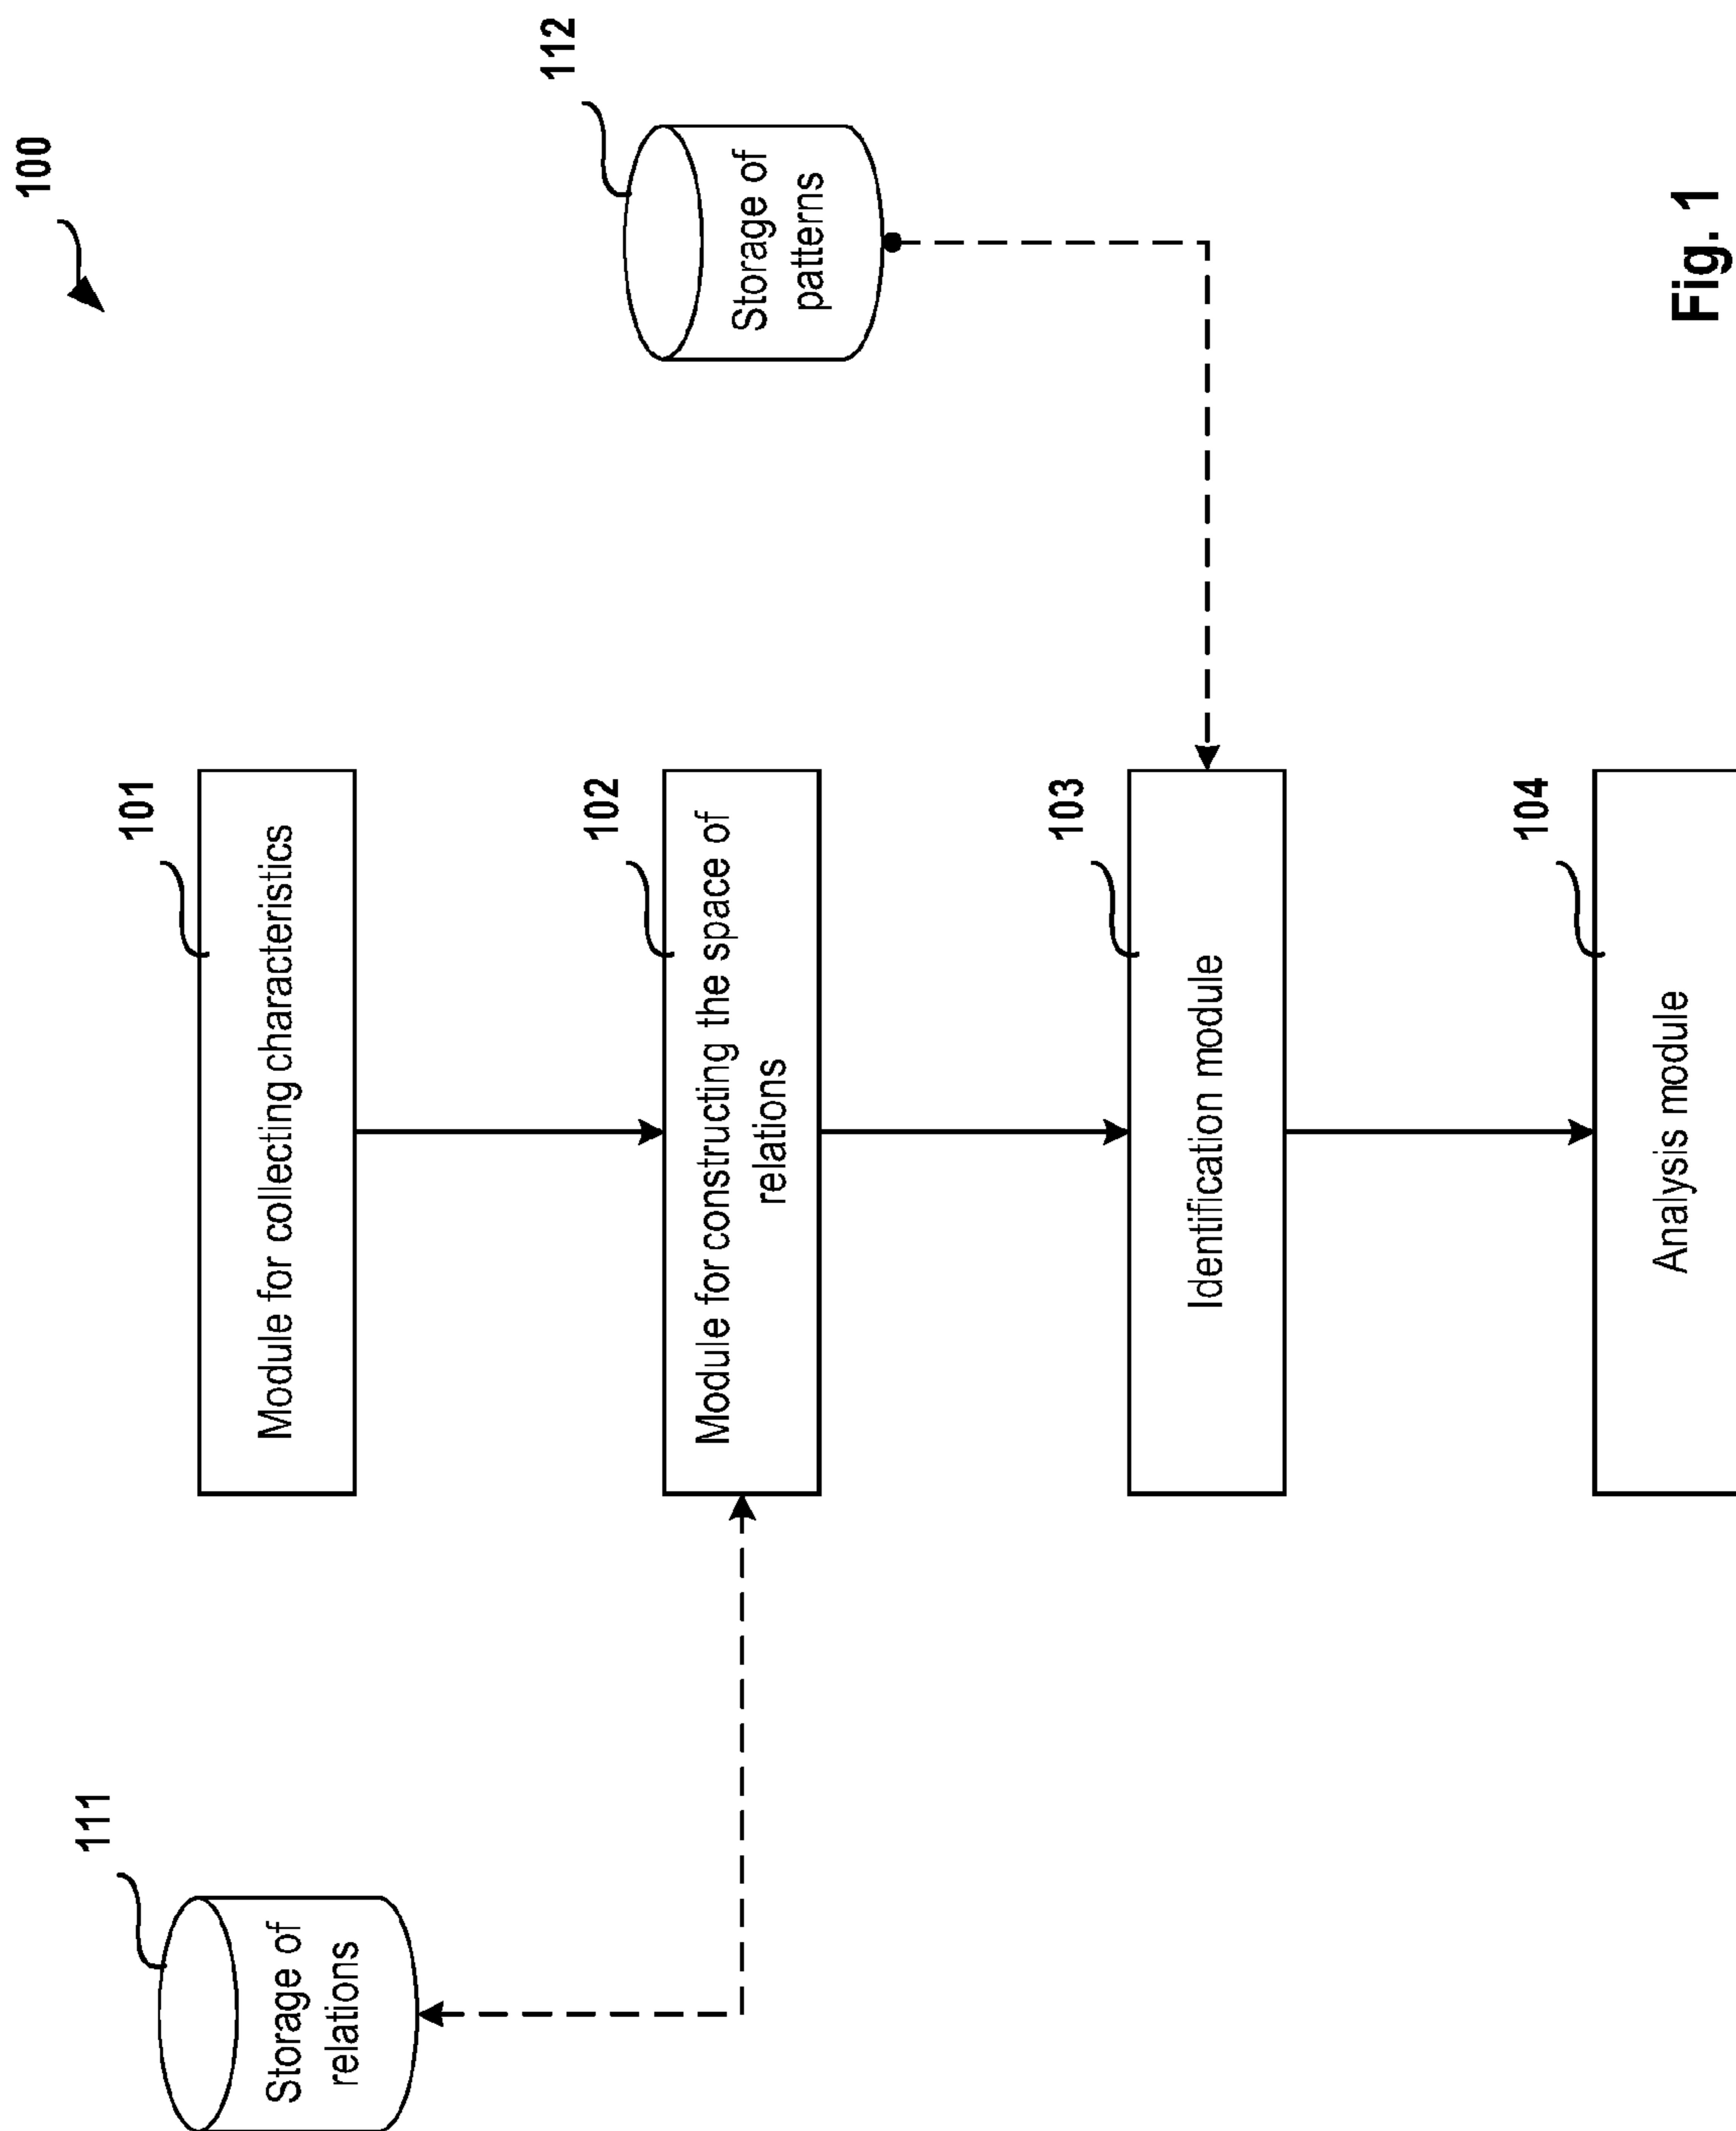 100
101
Module for collecting characteristics
111
Storage of
relations
102
Module for constructing the space of
relations
112
Storage of
patterns
103
Identification module
104
Analysis module
Fig. 1